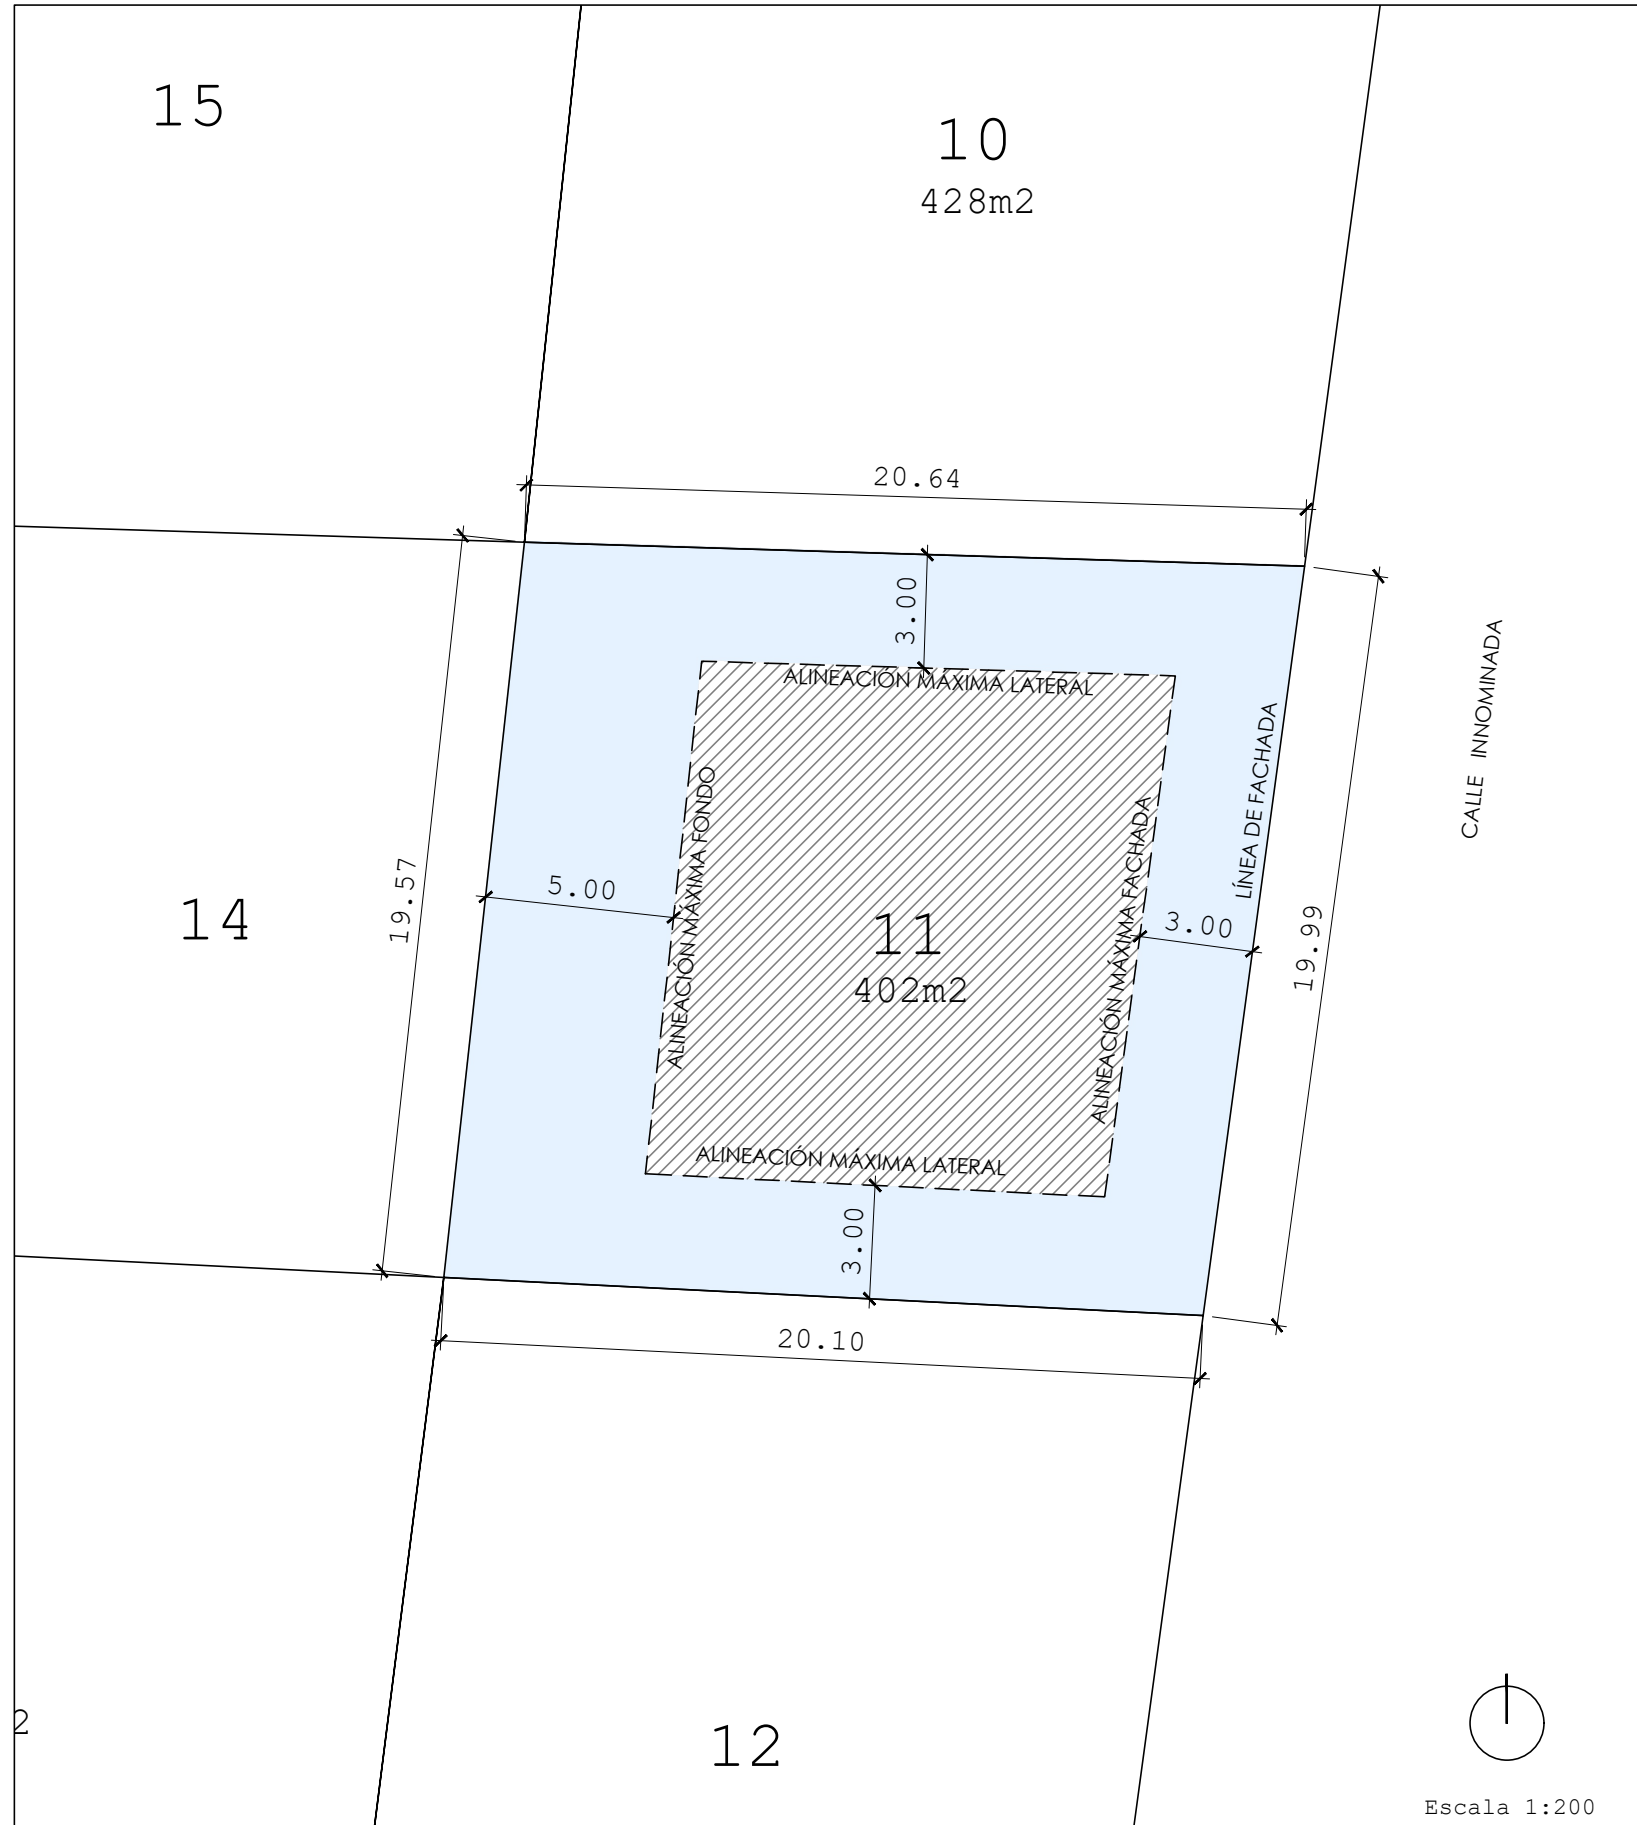 15
10
428m2
20.64
3.00
ALINEACIÓN MÁXIMA LATERAL
CALLE INNOMINADA
LÍNEA DE FACHADA
ALINEACIÓN MÁXIMA FONDO
ALINEACIÓN MÁXIMA FACHADA
19.57
5.00
14
11
402m2
3.00
19.99
ALINEACIÓN MÁXIMA LATERAL
3.00
20.10
2
12
Escala 1:200